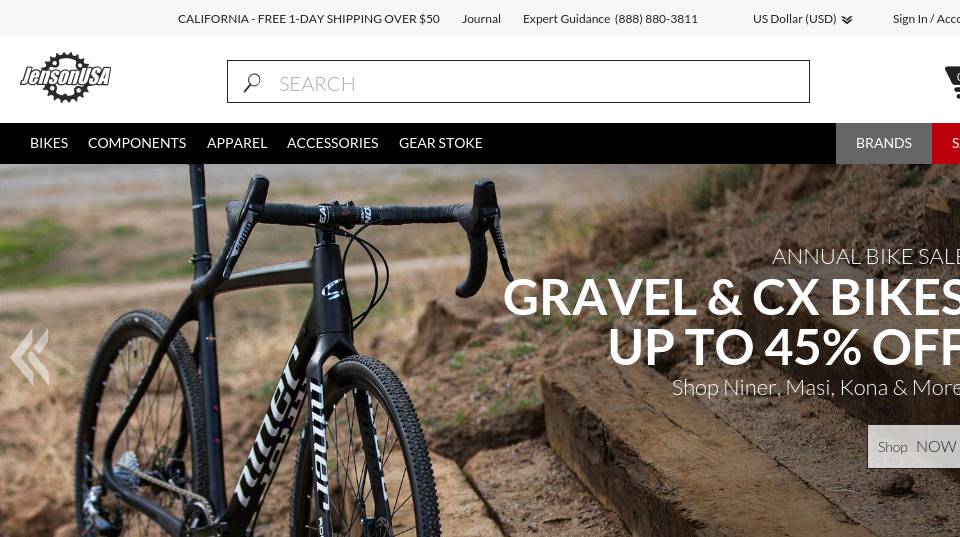 CALIFORNIA - FREE 1-DAY SHIPPING OVER $50 Journal Expert Guidance (888) 880-3811 US Dollar (USD) Sign In / Acco
JensonUSA
SEARCH
BIKES COMPONENTS APPAREL ACCESSORIES GEAR STOKE BRANDS
ANNUAL BIKE SALE
GRAVEL & CX BIKES
UP TO 45% OFF
Shop Niner, Masi, Kona & More
Shop NOW
niner
niner